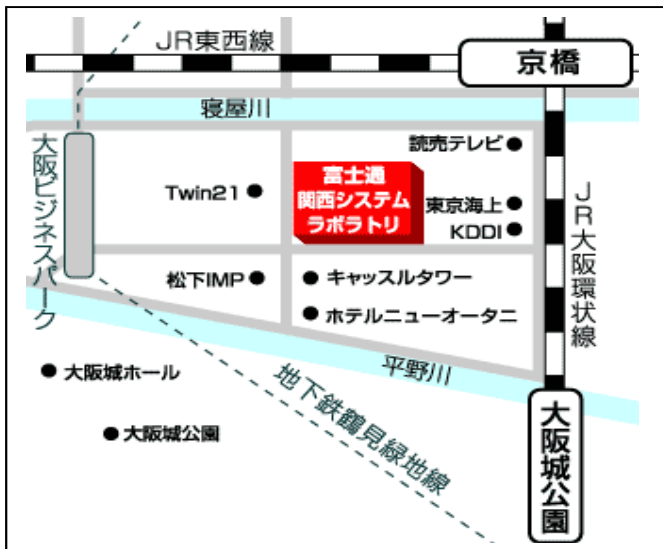 JR東西線
京橋
寝屋川
読売テレビ
大阪ビジネスパーク
Twin21
富士通
関西システム
ラボラトリ
東京海上
KDDI
JR大阪環状線
松下IMP
キャッスルタワー
ホテルニューオータニ
平野川
大阪城ホール
地下鉄鶴見緑地線
大阪城公園
大阪城公園